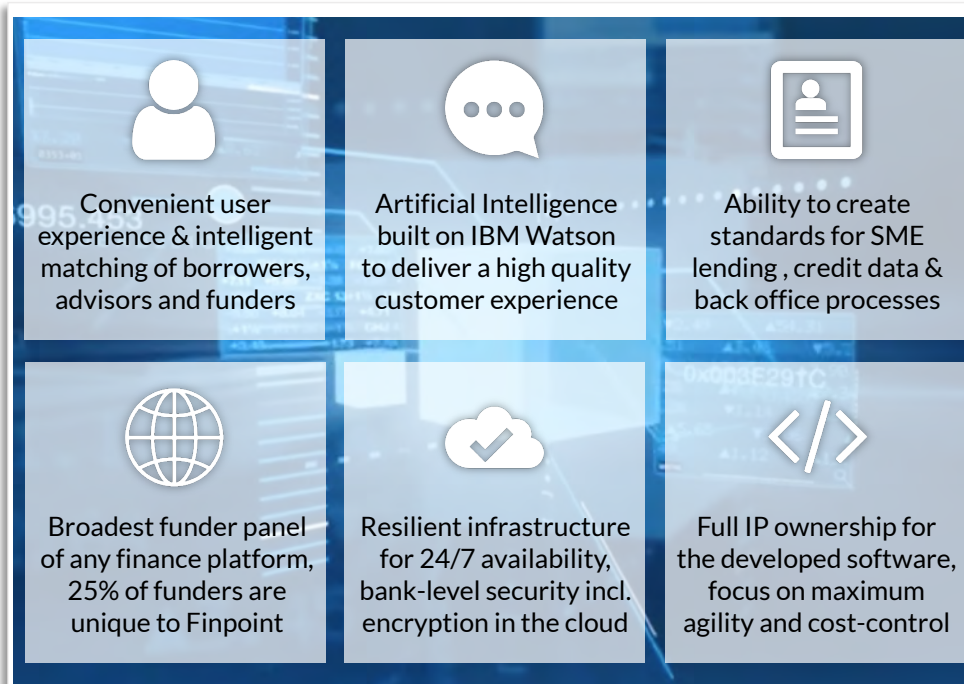 Convenient user
experience & intelligent
matching of borrowers,
advisors and funders
Artificial Intelligence
built on IBM Watson
to deliver a high quality
customer experience
Ability to create
standards for SME
lending , credit data &
back office processes
0x003E291C
Broadest funder panel
of any finance platform,
25% of funders are
unique to Finpoint
Resilient infrastructure
for 24/7 availability,
bank-level security incl.
encryption in the cloud
Full IP ownership for
the developed software,
focus on maximum
agility and cost-control